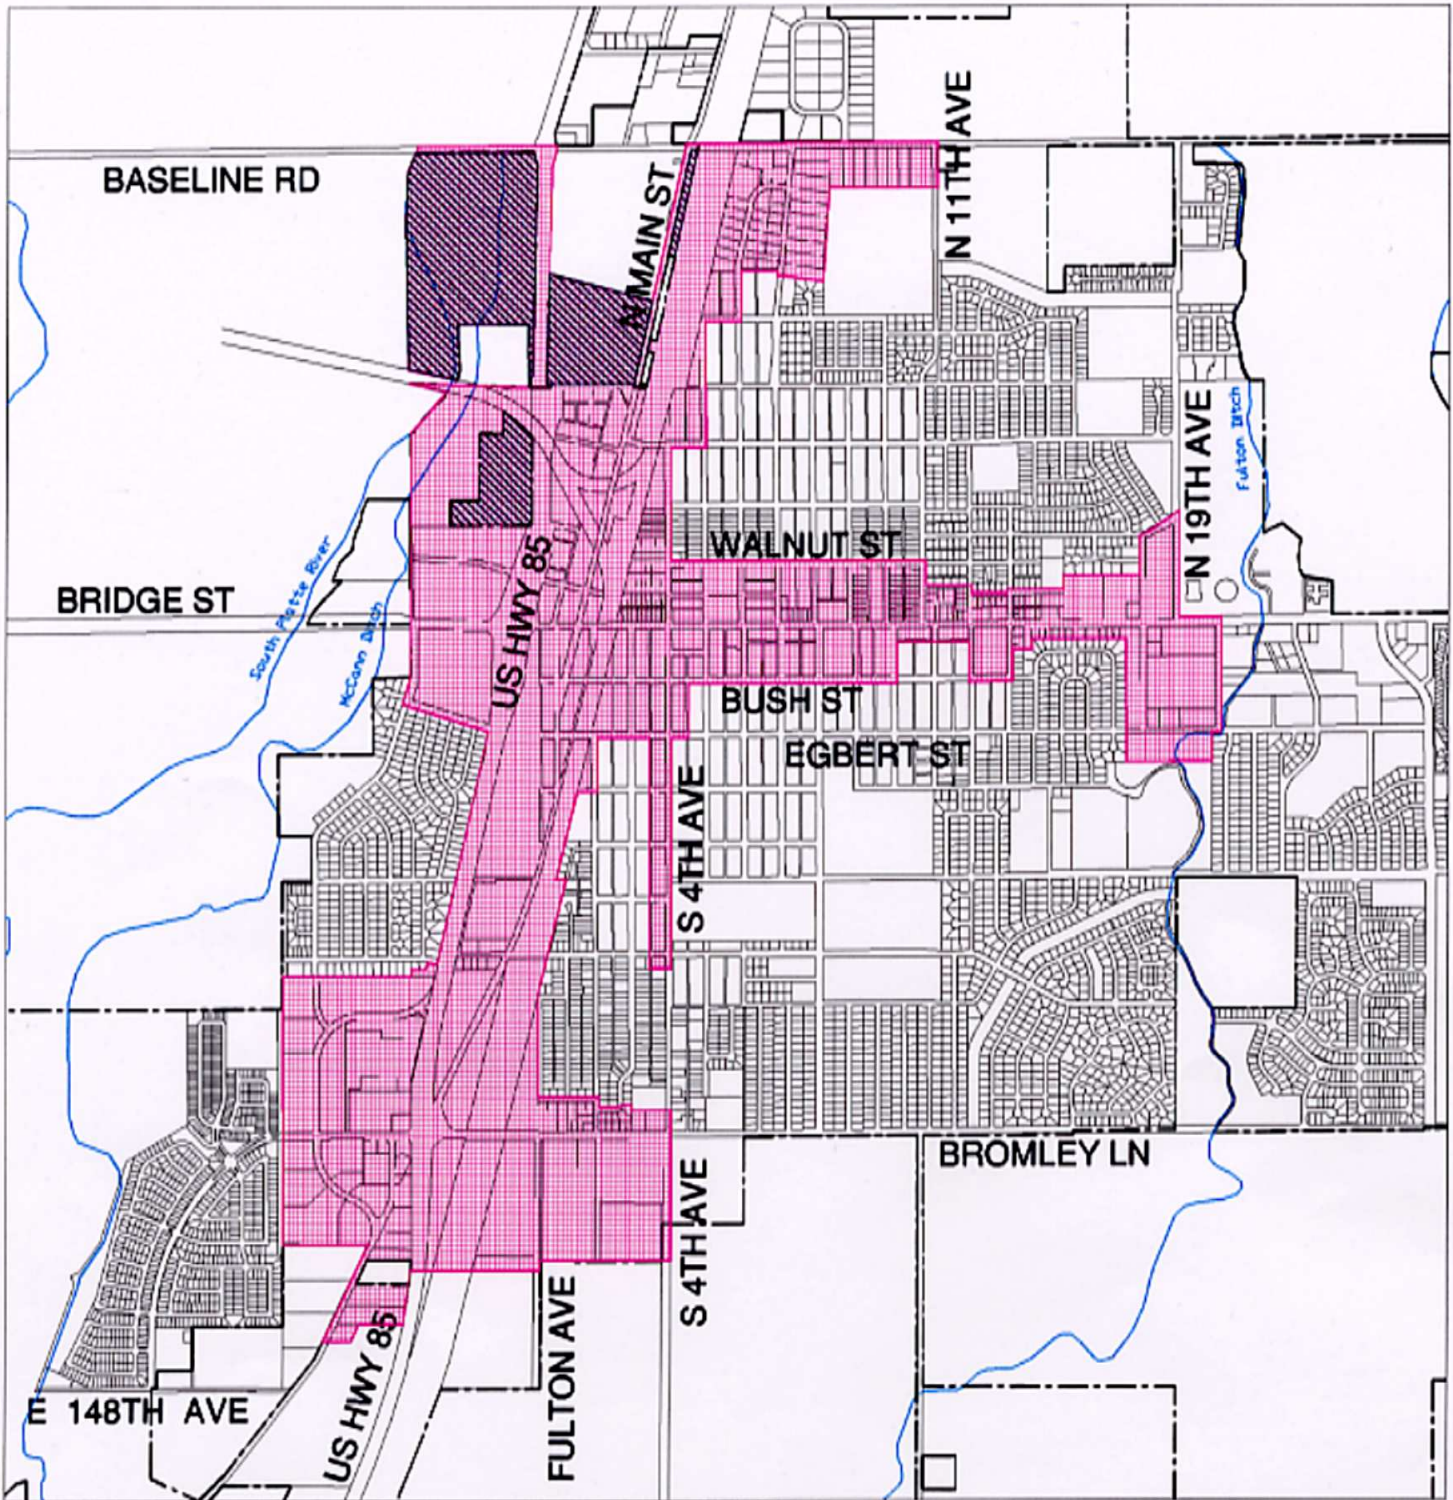 N 11TH AVE
BASELINE RD
N MAIN ST
N 19TH AVE
Fulton Ditch
WALNUT ST
BRIDGE ST
US HWY 85
South Platte River
McCann Ditch
BUSH ST
EGBERT ST
S 4TH AVE
BROMLEY LN
S 4TH AVE
FULTON AVE
US HWY 85
E 148TH AVE